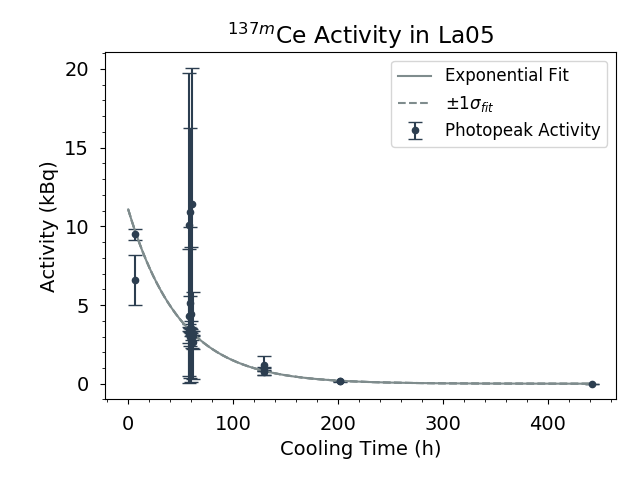 ¹³⁷ᵐCe Activity in La05
Activity (kBq)
20
15
10
5
0
Exponential Fit
±1σ_fit
Photopeak Activity
0 100 200 300 400
Cooling Time (h)